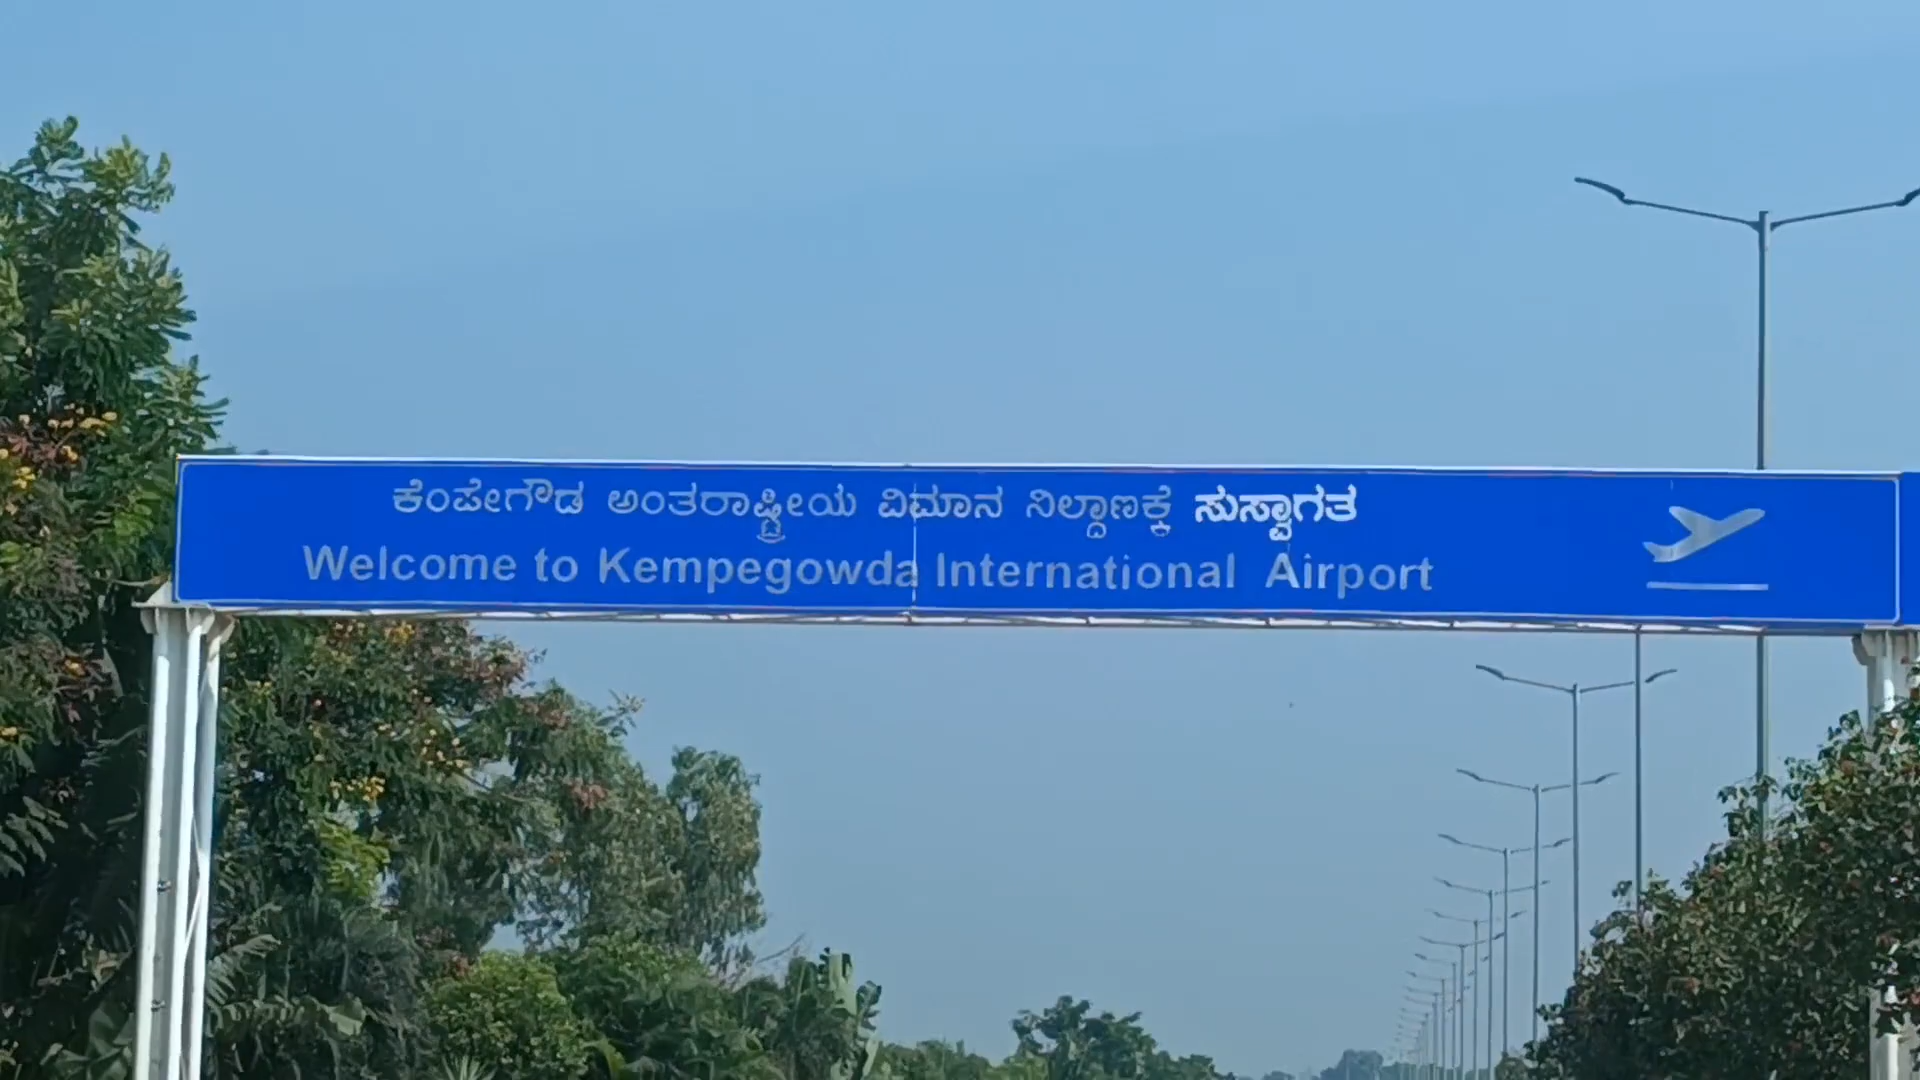 ಕೆಂಪೇಗೌಡ ಅಂತರಾಷ್ಟ್ರೀಯ ವಿಮಾನ ನಿಲ್ದಾಣಕ್ಕೆ ಸುಸ್ವಾಗತ
Welcome to Kempegowda International Airport